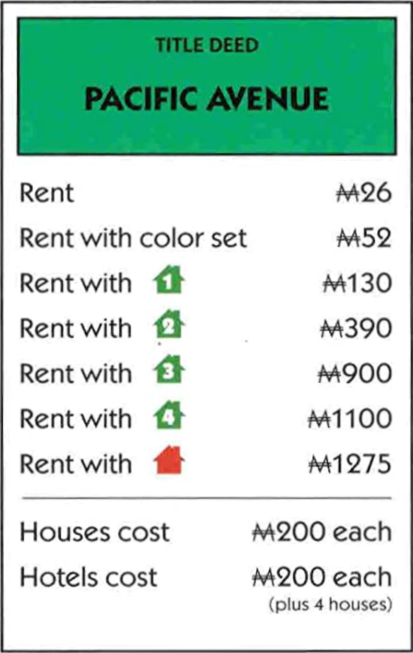 TITLE DEED
PACIFIC AVENUE
Rent ₩26
Rent with color set ₩52
Rent with 1 ₩130
Rent with 2 ₩390
Rent with 3 ₩900
Rent with 4 ₩1100
Rent with ₩1275
Houses cost ₩200 each
Hotels cost ₩200 each
(plus 4 houses)